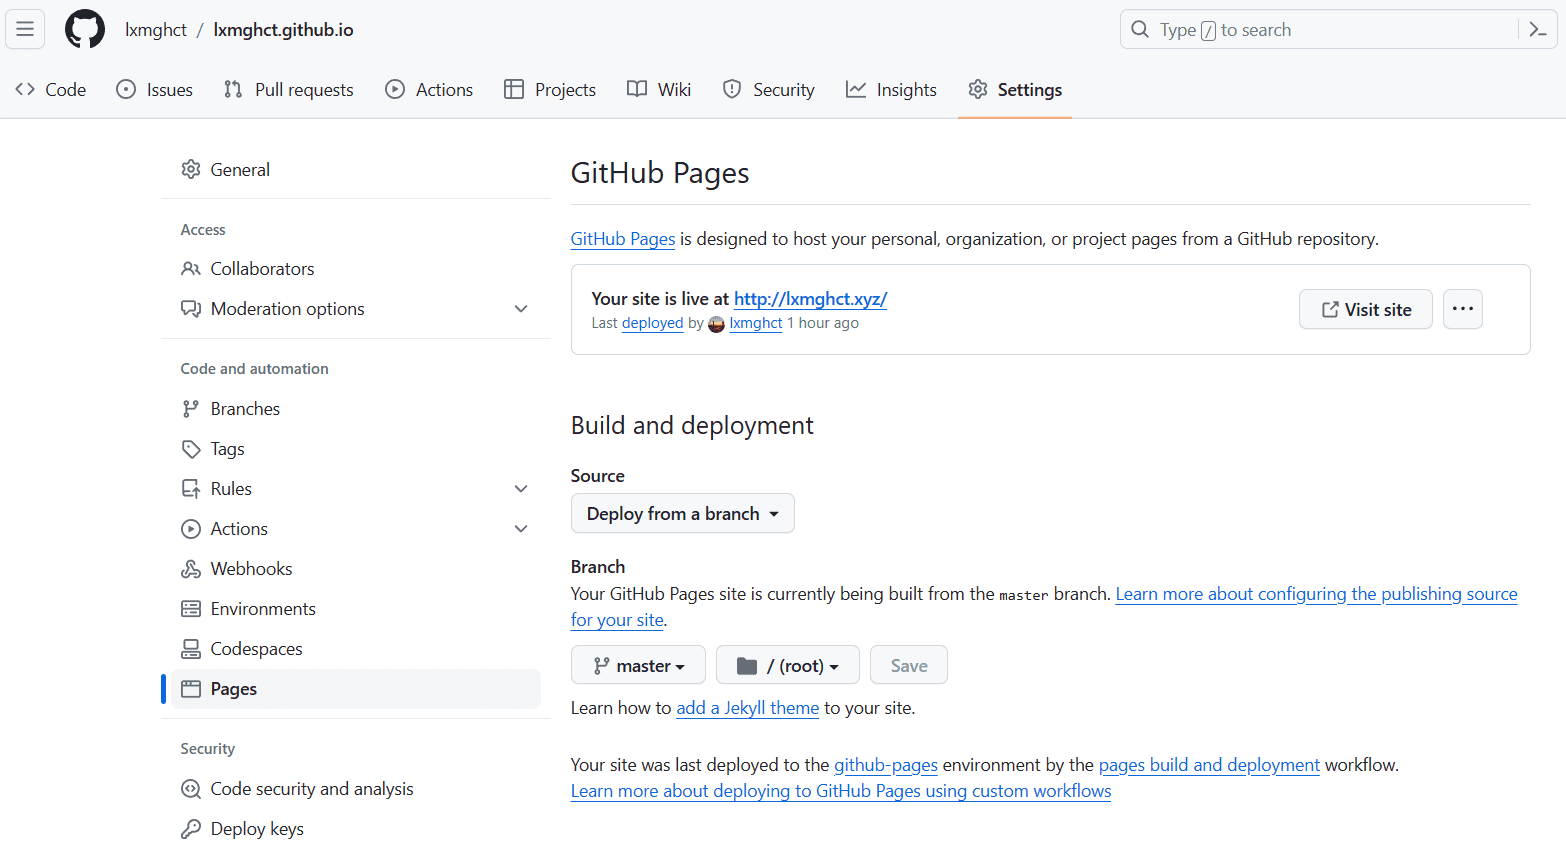 lxmghct / lxmghct.github.io
Type / to search
Code Issues Pull requests Actions Projects Wiki Security Insights Settings
General
Access
Collaborators
Moderation options
Code and automation
Branches
Tags
Rules
Actions
Webhooks
Environments
Codespaces
Pages
Security
Code security and analysis
Deploy keys
GitHub Pages
GitHub Pages is designed to host your personal, organization, or project pages from a GitHub repository.
Your site is live at http://lxmghct.xyz/
Last deployed by lxmghct 1 hour ago
Visit site
Build and deployment
Source
Deploy from a branch
Branch
Your GitHub Pages site is currently being built from the master branch. Learn more about configuring the publishing source
for your site.
master / (root) Save
Learn how to add a Jekyll theme to your site.
Your site was last deployed to the github-pages environment by the pages build and deployment workflow.
Learn more about deploying to GitHub Pages using custom workflows